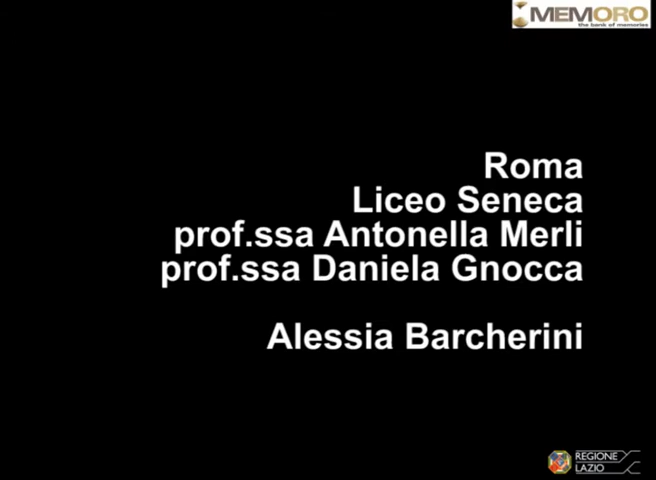 MEMORO
the bank of memories
Roma
Liceo Seneca
prof.ssa Antonella Merli
prof.ssa Daniela Gnocca
Alessia Barcherini
REGIONE
LAZIO